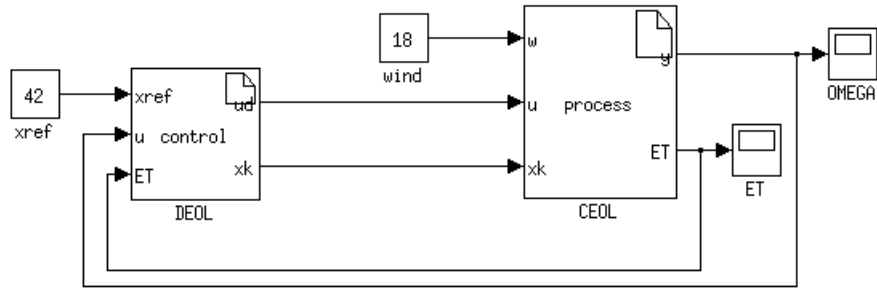 42
xref
xref
u
ET
control
ud
xk
DEOL
18
wind
w
u
xk
process
y
ET
CEOL
OMEGA
ET